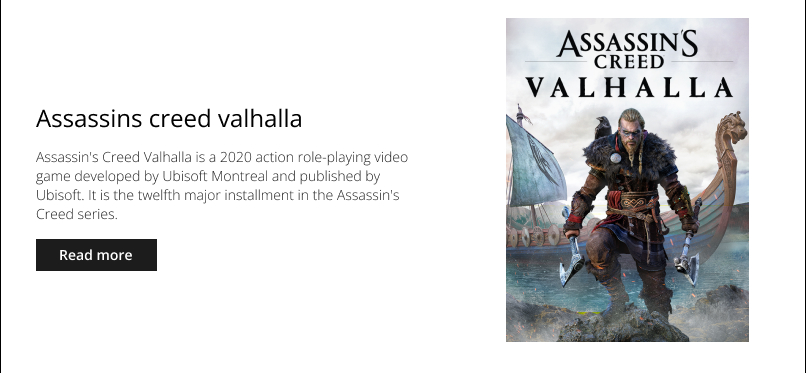 Assassins creed valhalla
Assassin's Creed Valhalla is a 2020 action role-playing video
game developed by Ubisoft Montreal and published by
Ubisoft. It is the twelfth major installment in the Assassin's
Creed series.
Read more
ASSASSIN'S
CREED
VALHALLA